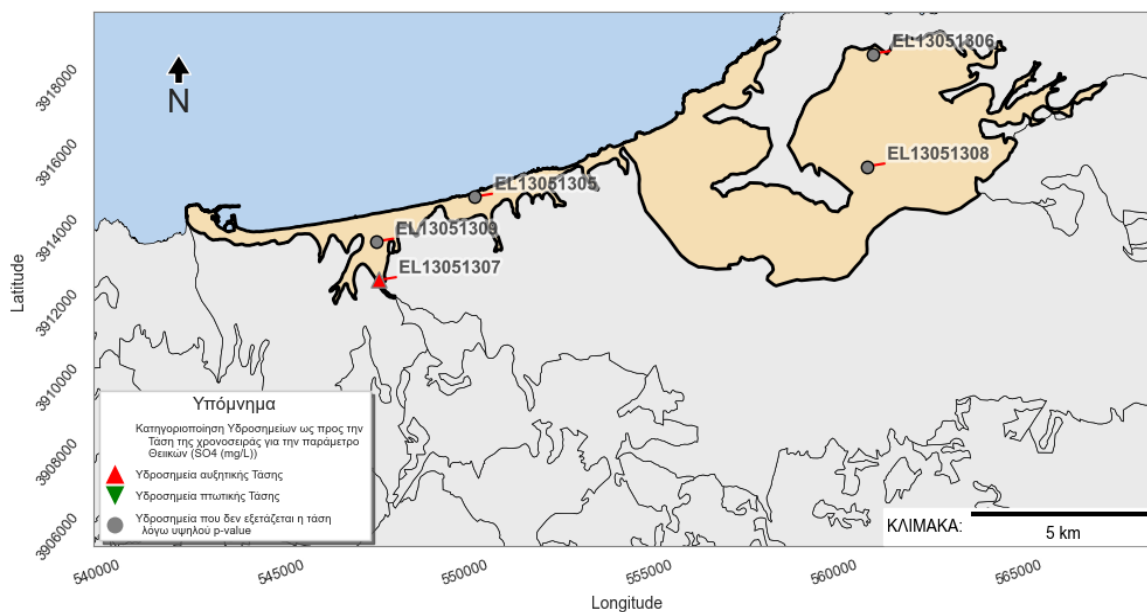 EL13051306
EL13051308
EL13051305
EL13051309
EL13051307
N
Latitude
3918000
3916000
3914000
3912000
3910000
3908000
3906000
Υπόμνημα
Κατηγοριοποίηση Υδροσημείων ως προς την
Τάση της χρονοσειράς για την παράμετρο
Θειικών (SO4 (mg/L))
Υδροσημεία αυξητικής Τάσης
Υδροσημεία πτωτικής Τάσης
Υδροσημεία που δεν εξετάζεται η τάση
λόγω υψηλού p-value
ΚΛΙΜΑΚΑ:
5 km
540000
545000
550000
555000
560000
565000
Longitude